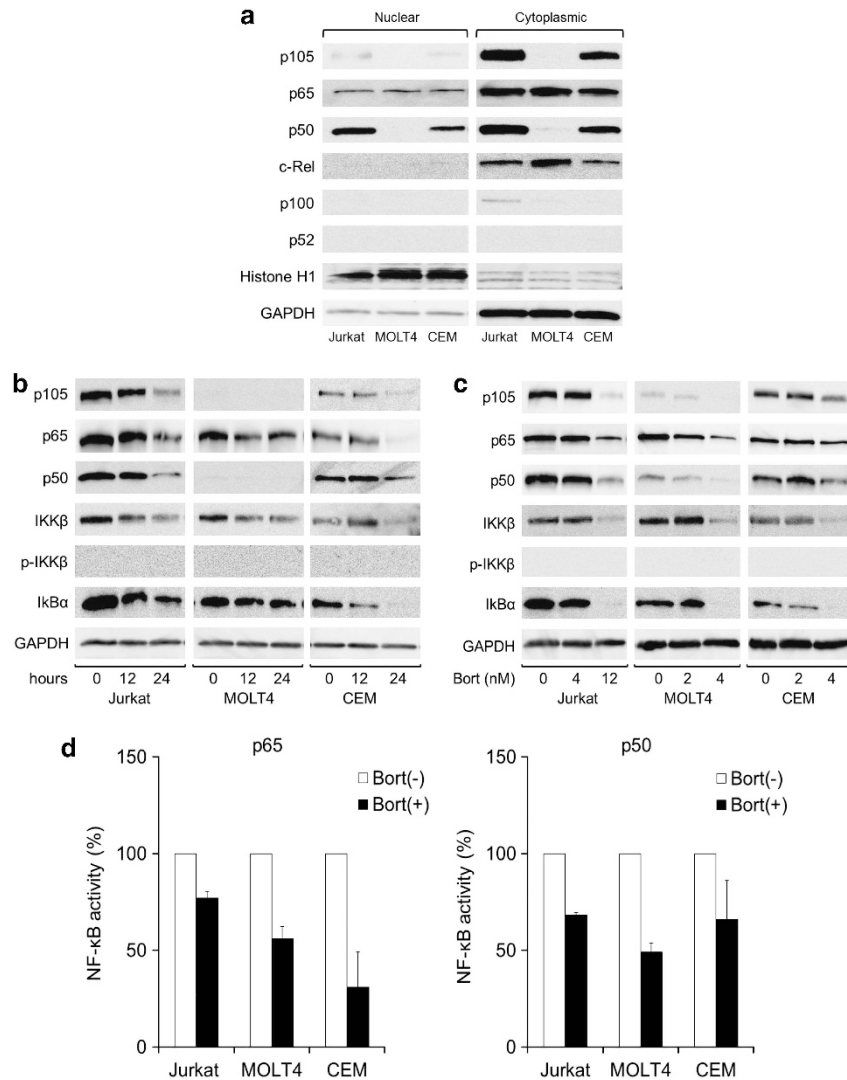 a
Nuclear Cytoplasmic
p105
p65
p50
c-Rel
p100
p52
Histone H1
GAPDH
Jurkat MOLT4 CEM Jurkat MOLT4 CEM
b
p105
p65
p50
IKKβ
p-IKKβ
IkBα
GAPDH
hours 0 12 24 0 12 24 0 12 24
Jurkat MOLT4 CEM
c
p105
p65
p50
IKKβ
p-IKKβ
IkBα
GAPDH
Bort (nM) 0 4 12 0 2 4 0 2 4
Jurkat MOLT4 CEM
d
p65
NF-κB activity (%)
150
100
50
0
Bort(-)
Bort(+)
Jurkat MOLT4 CEM
p50
NF-κB activity (%)
150
100
50
0
Bort(-)
Bort(+)
Jurkat MOLT4 CEM